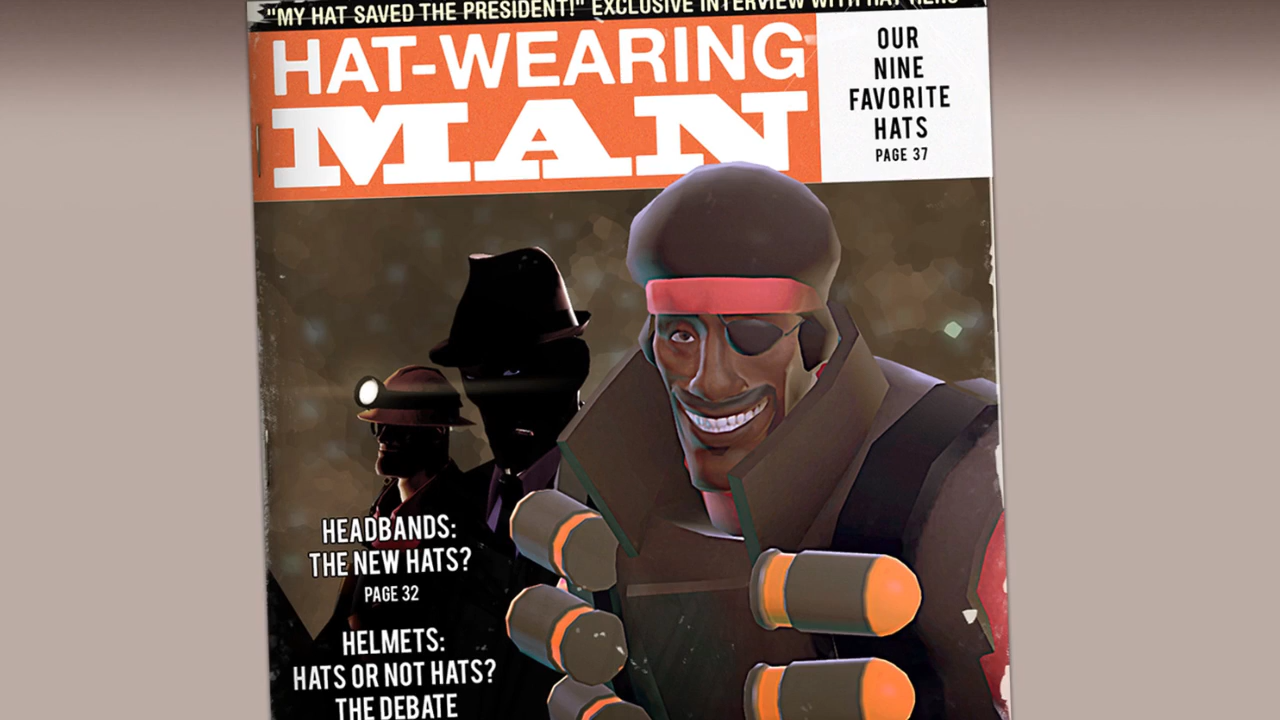 "MY HAT SAVED THE PRESIDENT!" EXCLUSIVE INTERVIEW WITH HAT HERO
HAT-WEARING
MAN
OUR
NINE
FAVORITE
HATS
PAGE 37
HEADBANDS:
THE NEW HATS?
PAGE 32
HELMETS:
HATS OR NOT HATS?
THE DEBATE